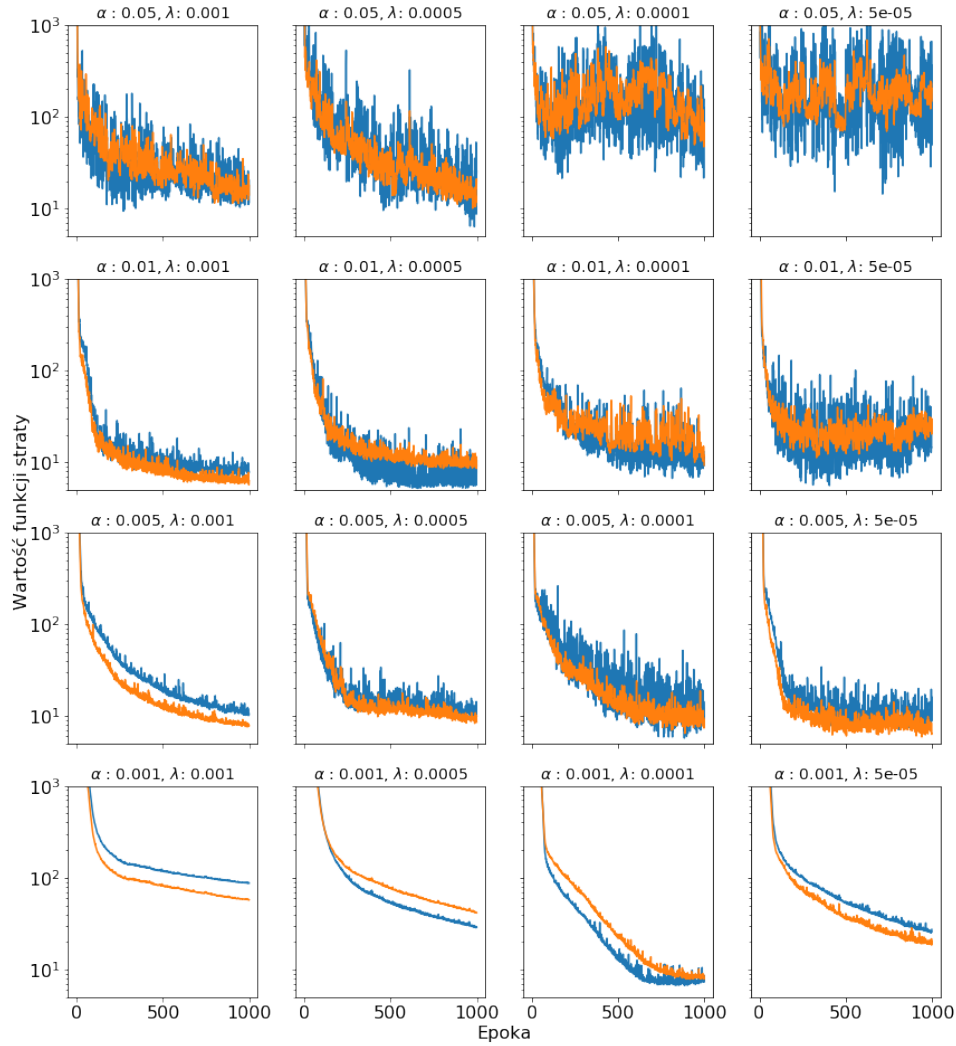 α : 0.05, λ: 0.001
α : 0.05, λ: 0.0005
α : 0.05, λ: 0.0001
α : 0.05, λ: 5e-05
10³
10²
10¹
α : 0.01, λ: 0.001
α : 0.01, λ: 0.0005
α : 0.01, λ: 0.0001
α : 0.01, λ: 5e-05
10³
10²
10¹
Wartość funkcji straty
α : 0.005, λ: 0.001
α : 0.005, λ: 0.0005
α : 0.005, λ: 0.0001
α : 0.005, λ: 5e-05
10³
10²
10¹
α : 0.001, λ: 0.001
α : 0.001, λ: 0.0005
α : 0.001, λ: 0.0001
α : 0.001, λ: 5e-05
10³
10²
10¹
0 500 1000
0 500 1000
0 500 1000
0 500 1000
Epoka